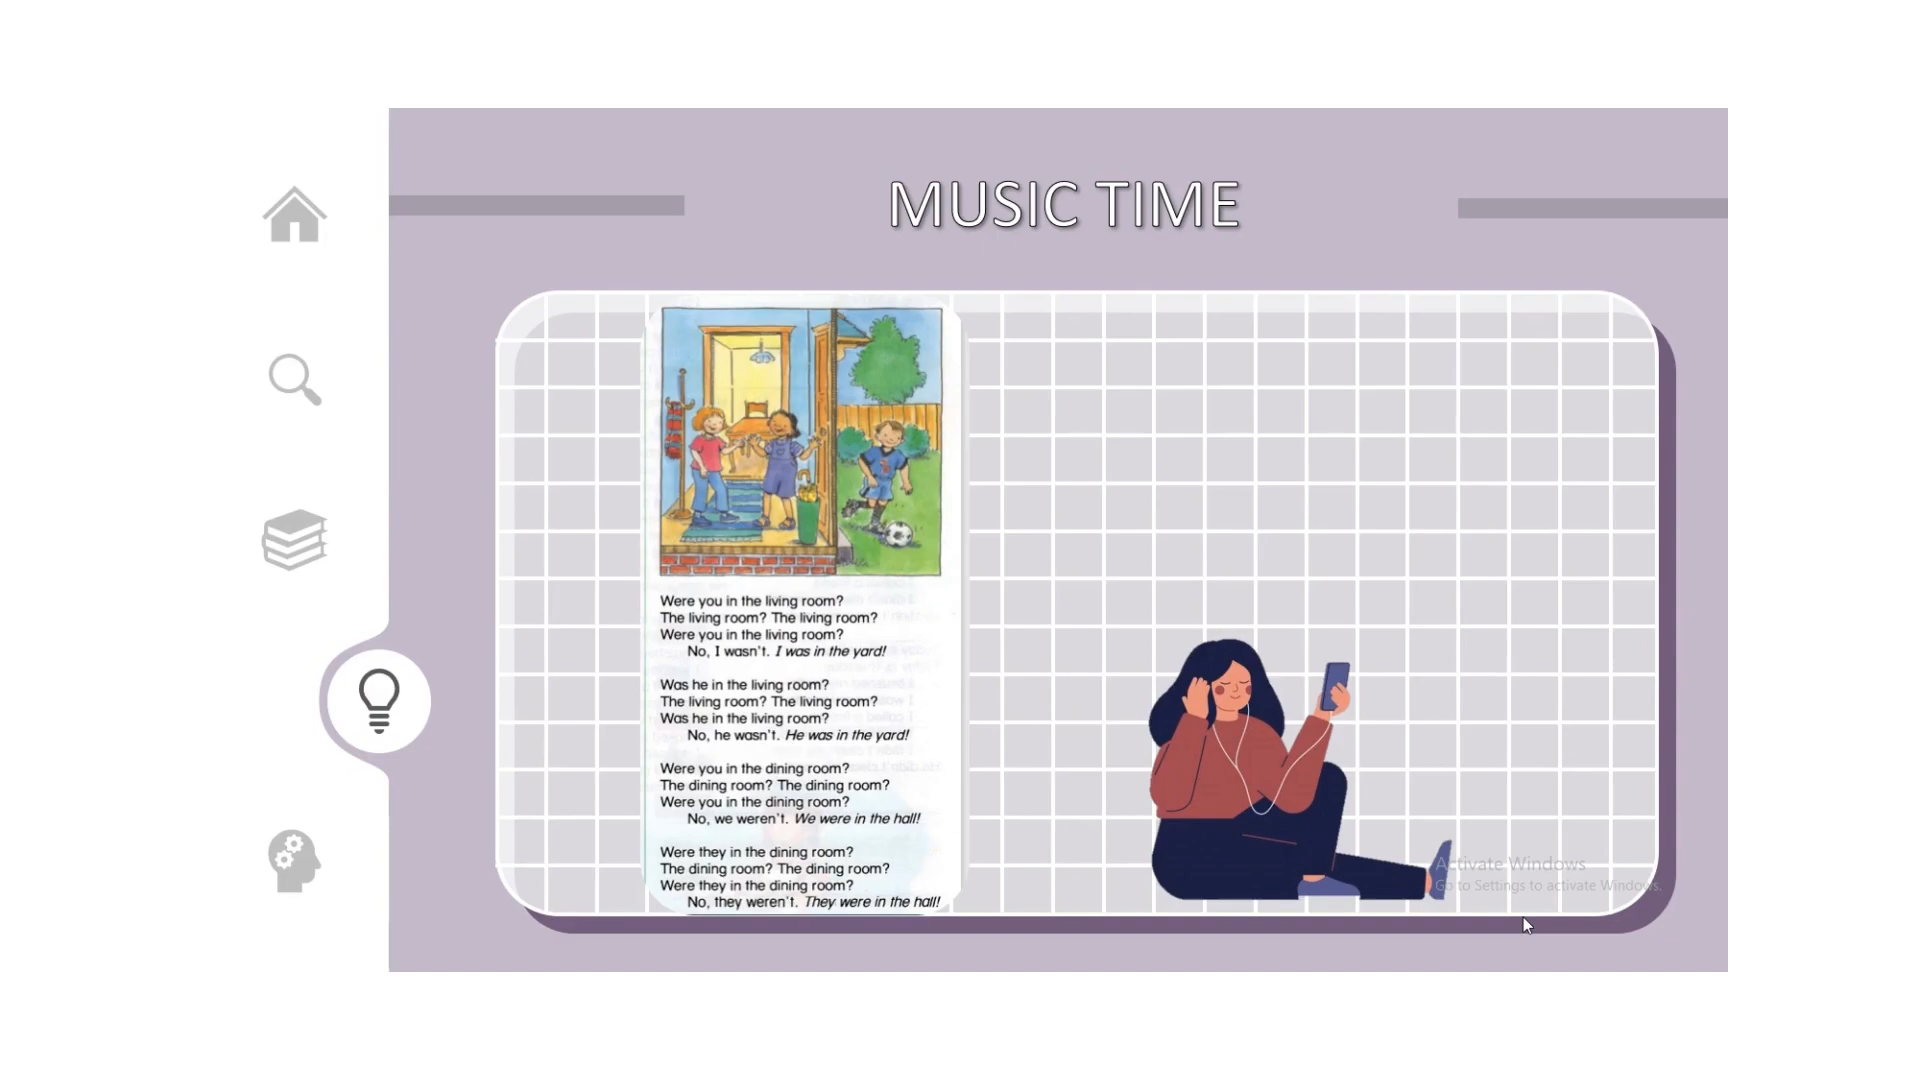 MUSIC TIME
Were you in the living room?
The living room? The living room?
Were you in the living room?
No, I wasn't. I was in the yard!
Was he in the living room?
The living room? The living room?
Was he in the living room?
No, he wasn't. He was in the yard!
Were you in the dining room?
The dining room? The dining room?
Were you in the dining room?
No, we weren't. We were in the hall!
Were they in the dining room?
The dining room? The dining room?
Were they in the dining room?
No, they weren't. They were in the hall!
Activate Windows
Go to Settings to activate Windows.